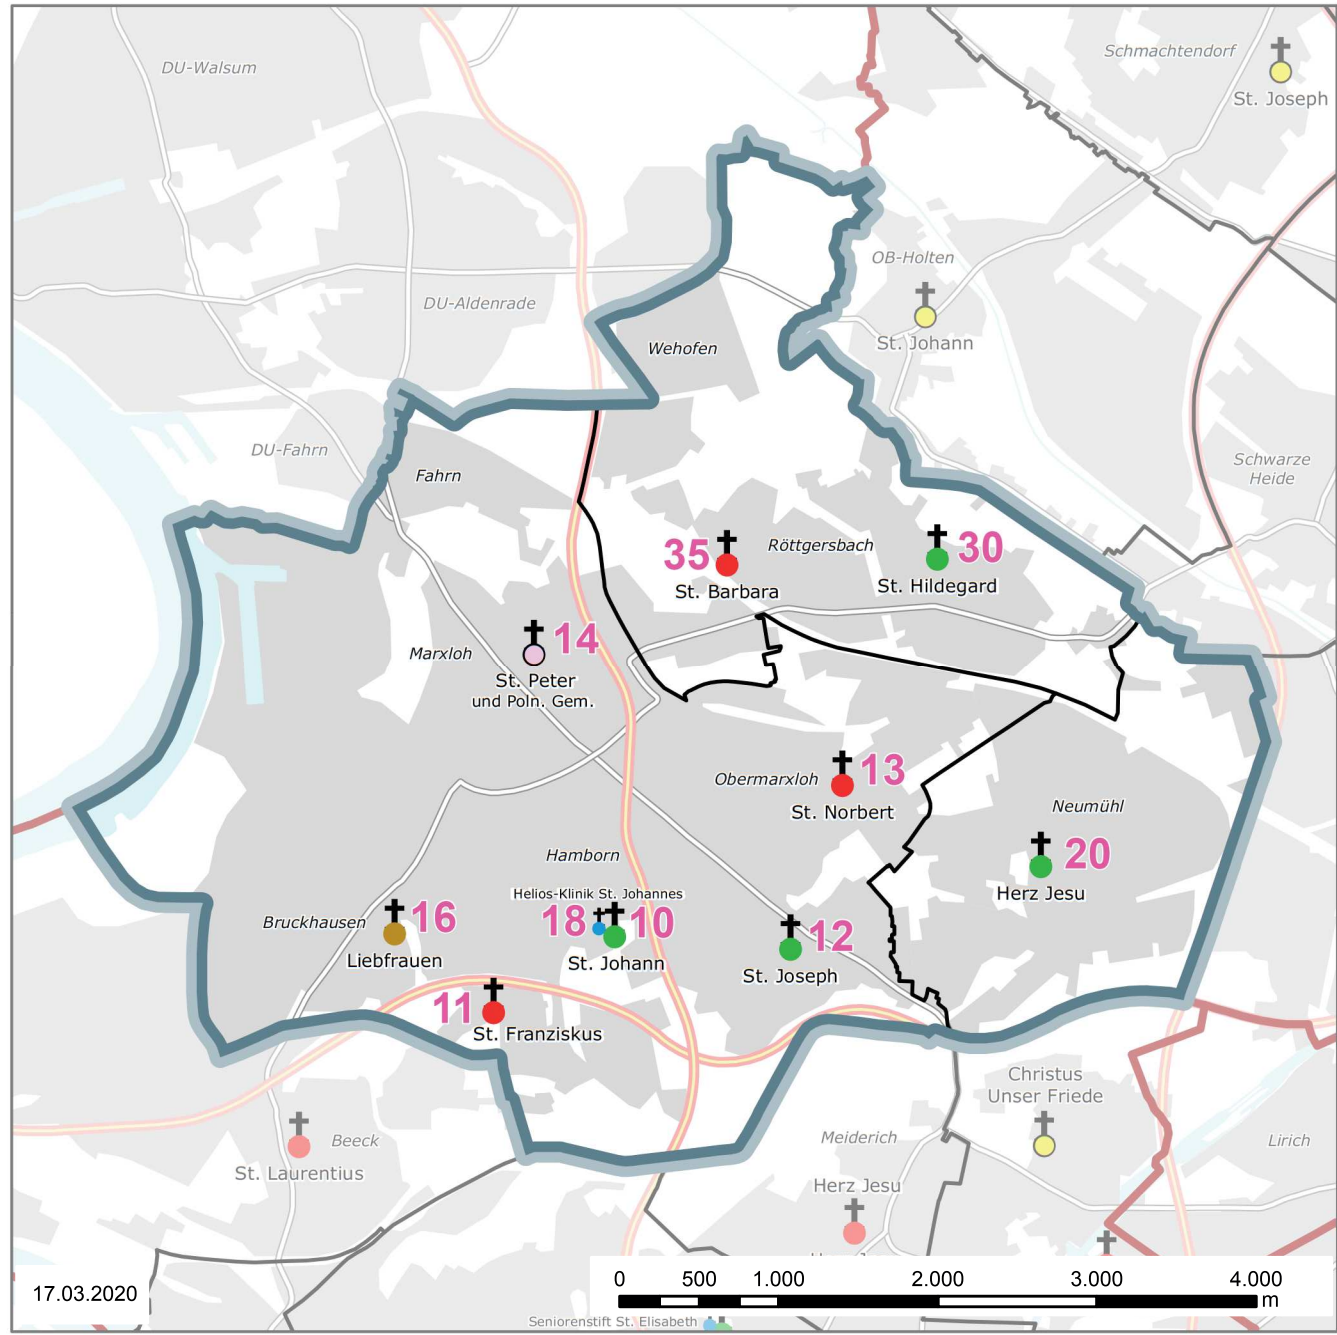 DU-Walsum
Schmachtendorf
St. Joseph
OB-Holten
DU-Aldenrade
St. Johann
Wehofen
DU-Fahrn
Fahrn
Schwarze
Heide
35
Röttgersbach
30
St. Barbara
St. Hildegard
14
Marxloh
St. Peter
und Poln. Gem.
Obermarxloh
13
St. Norbert
Neumühl
20
Herz Jesu
Hamborn
Helios-Klinik St. Johannes
Bruckhausen
16
18
10
12
Liebfrauen
St. Johann
St. Joseph
11
St. Franziskus
Christus
Unser Friede
Beeck
St. Laurentius
Meiderich
Lirich
Herz Jesu
17.03.2020
0 500 1.000 2.000 3.000 4.000
m
Seniorenstift St. Elisabeth